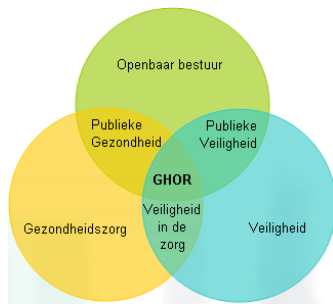 Openbaar bestuur
Publieke
Gezondheid
Publieke
Veiligheid
GHOR
Gezondheidszorg
Veiligheid
in de
zorg
Veiligheid